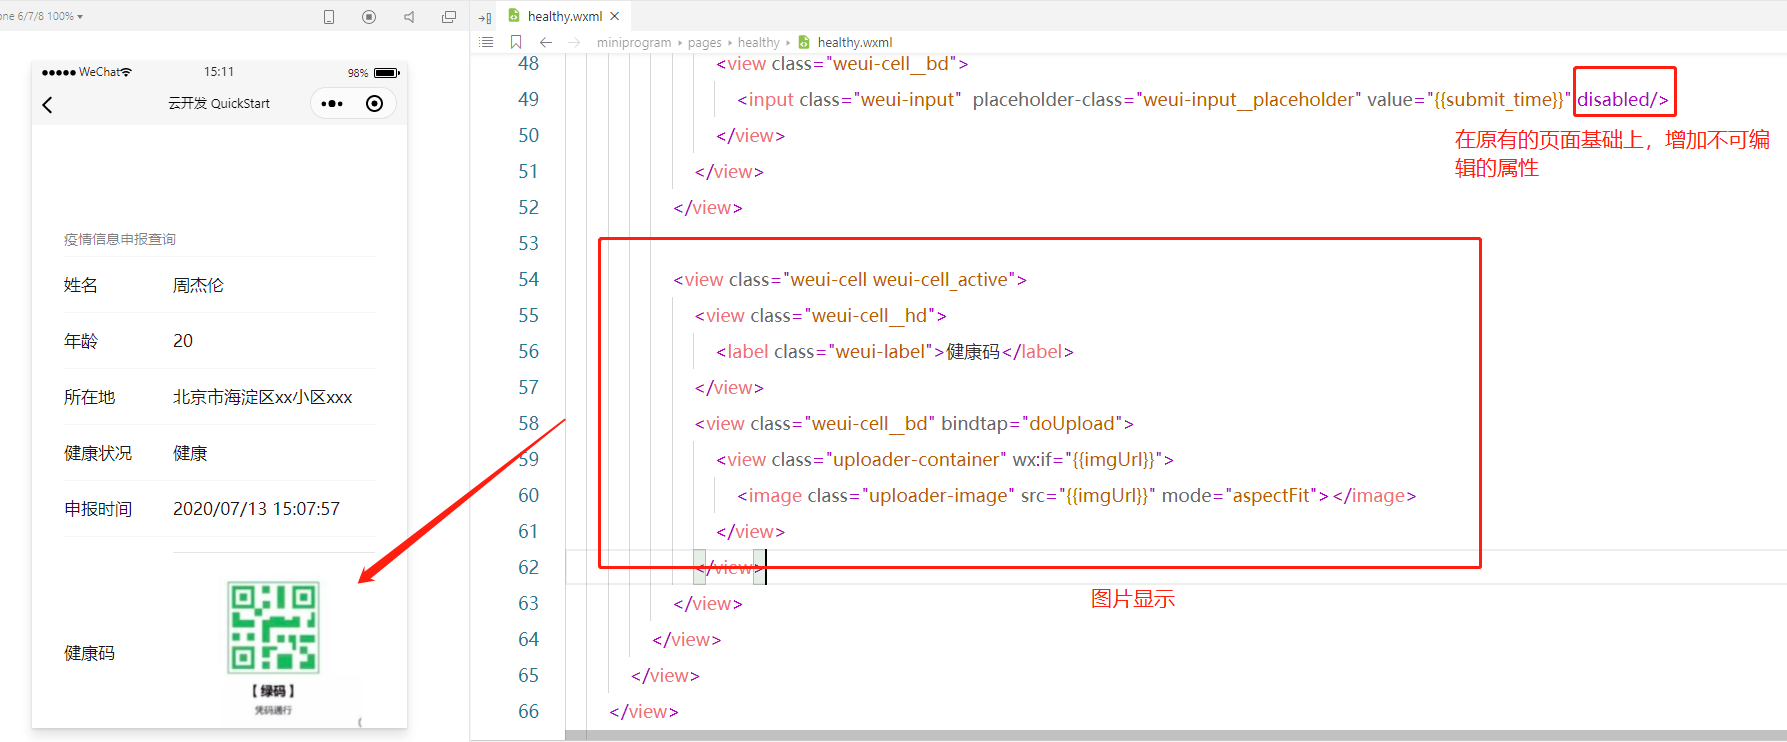 one 6/7/8 100%
healthy.wxml
miniprogram pages healthy healthy.wxml
WeChat 15:11 98%
云开发 QuickStart
疫情信息申报查询
姓名 周杰伦
年龄 20
所在地 北京市海淀区xx小区xxx
健康状况 健康
申报时间 2020/07/13 15:07:57
健康码
【 绿码 】
凭码通行
48 <view class="weui-cell__bd">
49 <input class="weui-input"  placeholder-class="weui-input__placeholder" value="{{submit_time}}" disabled/>
50 </view>
51 </view>
52 </view>
53
54 <view class="weui-cell weui-cell_active">
55 <view class="weui-cell__hd">
56 <label class="weui-label">健康码</label>
57 </view>
58 <view class="weui-cell__bd" bindtap="doUpload">
59 <view class="uploader-container" wx:if="{{imgUrl}}">
60 <image class="uploader-image" src="{{imgUrl}}" mode="aspectFit"></image>
61 </view>
62 </view>
63 </view>
64 </view>
65 </view>
66 </view>
在原有的页面基础上，增加不可编
辑的属性
图片显示